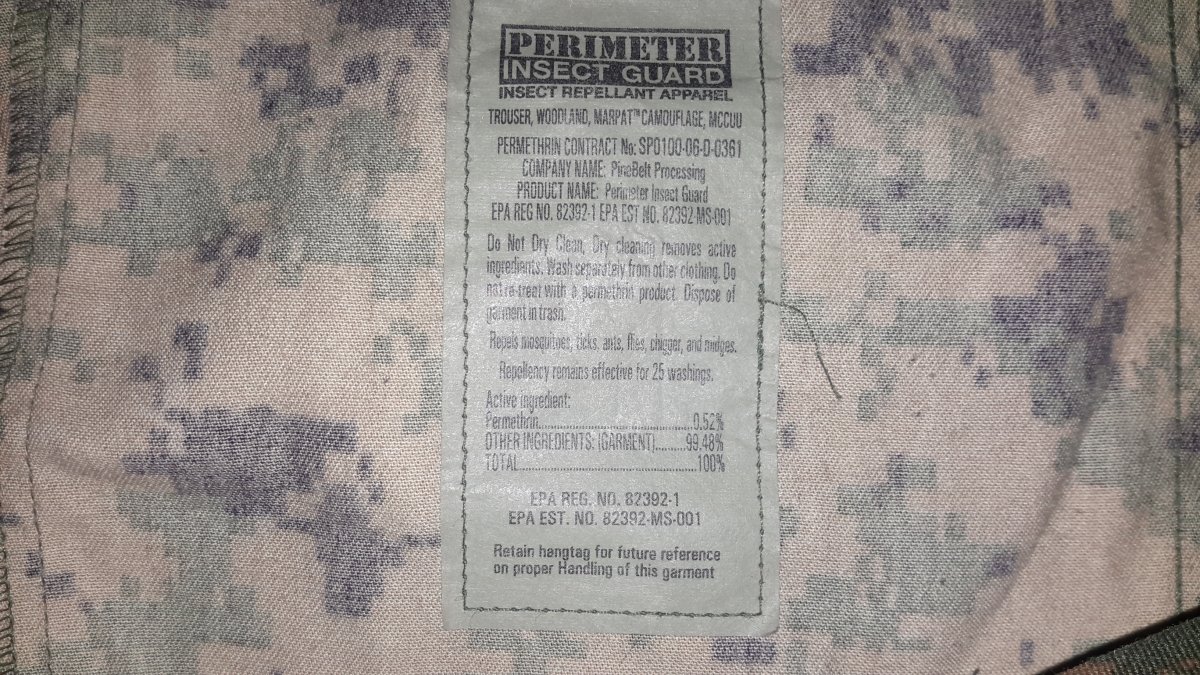 PERIMETER
INSECT GUARD
INSECT REPELLANT APPAREL
TROUSER, WOODLAND, MARPAT™ CAMOUFLAGE, MCCUU
PERMETHRIN CONTRACT No: SPO100-06-D-0361
COMPANY NAME: PineBelt Processing
PRODUCT NAME: Perimeter Insect Guard
EPA REG NO. 82392-1 EPA EST NO. 82392-MS-001
Do Not Dry Clean, Dry cleaning removes active
ingredients. Wash separately from other clothing. Do
not re-treat with a permethrin product. Dispose of
garment in trash.
Repels mosquitoes, ticks, ants, flies, chigger, and midges.
Repellency remains effective for 25 washings.
Active ingredient:
Permethrin..............................0.52%
OTHER INGREDIENTS: (GARMENT).........99.48%
TOTAL...................................100%
EPA REG. NO. 82392-1
EPA EST. NO. 82392-MS-001
Retain hangtag for future reference
on proper Handling of this garment